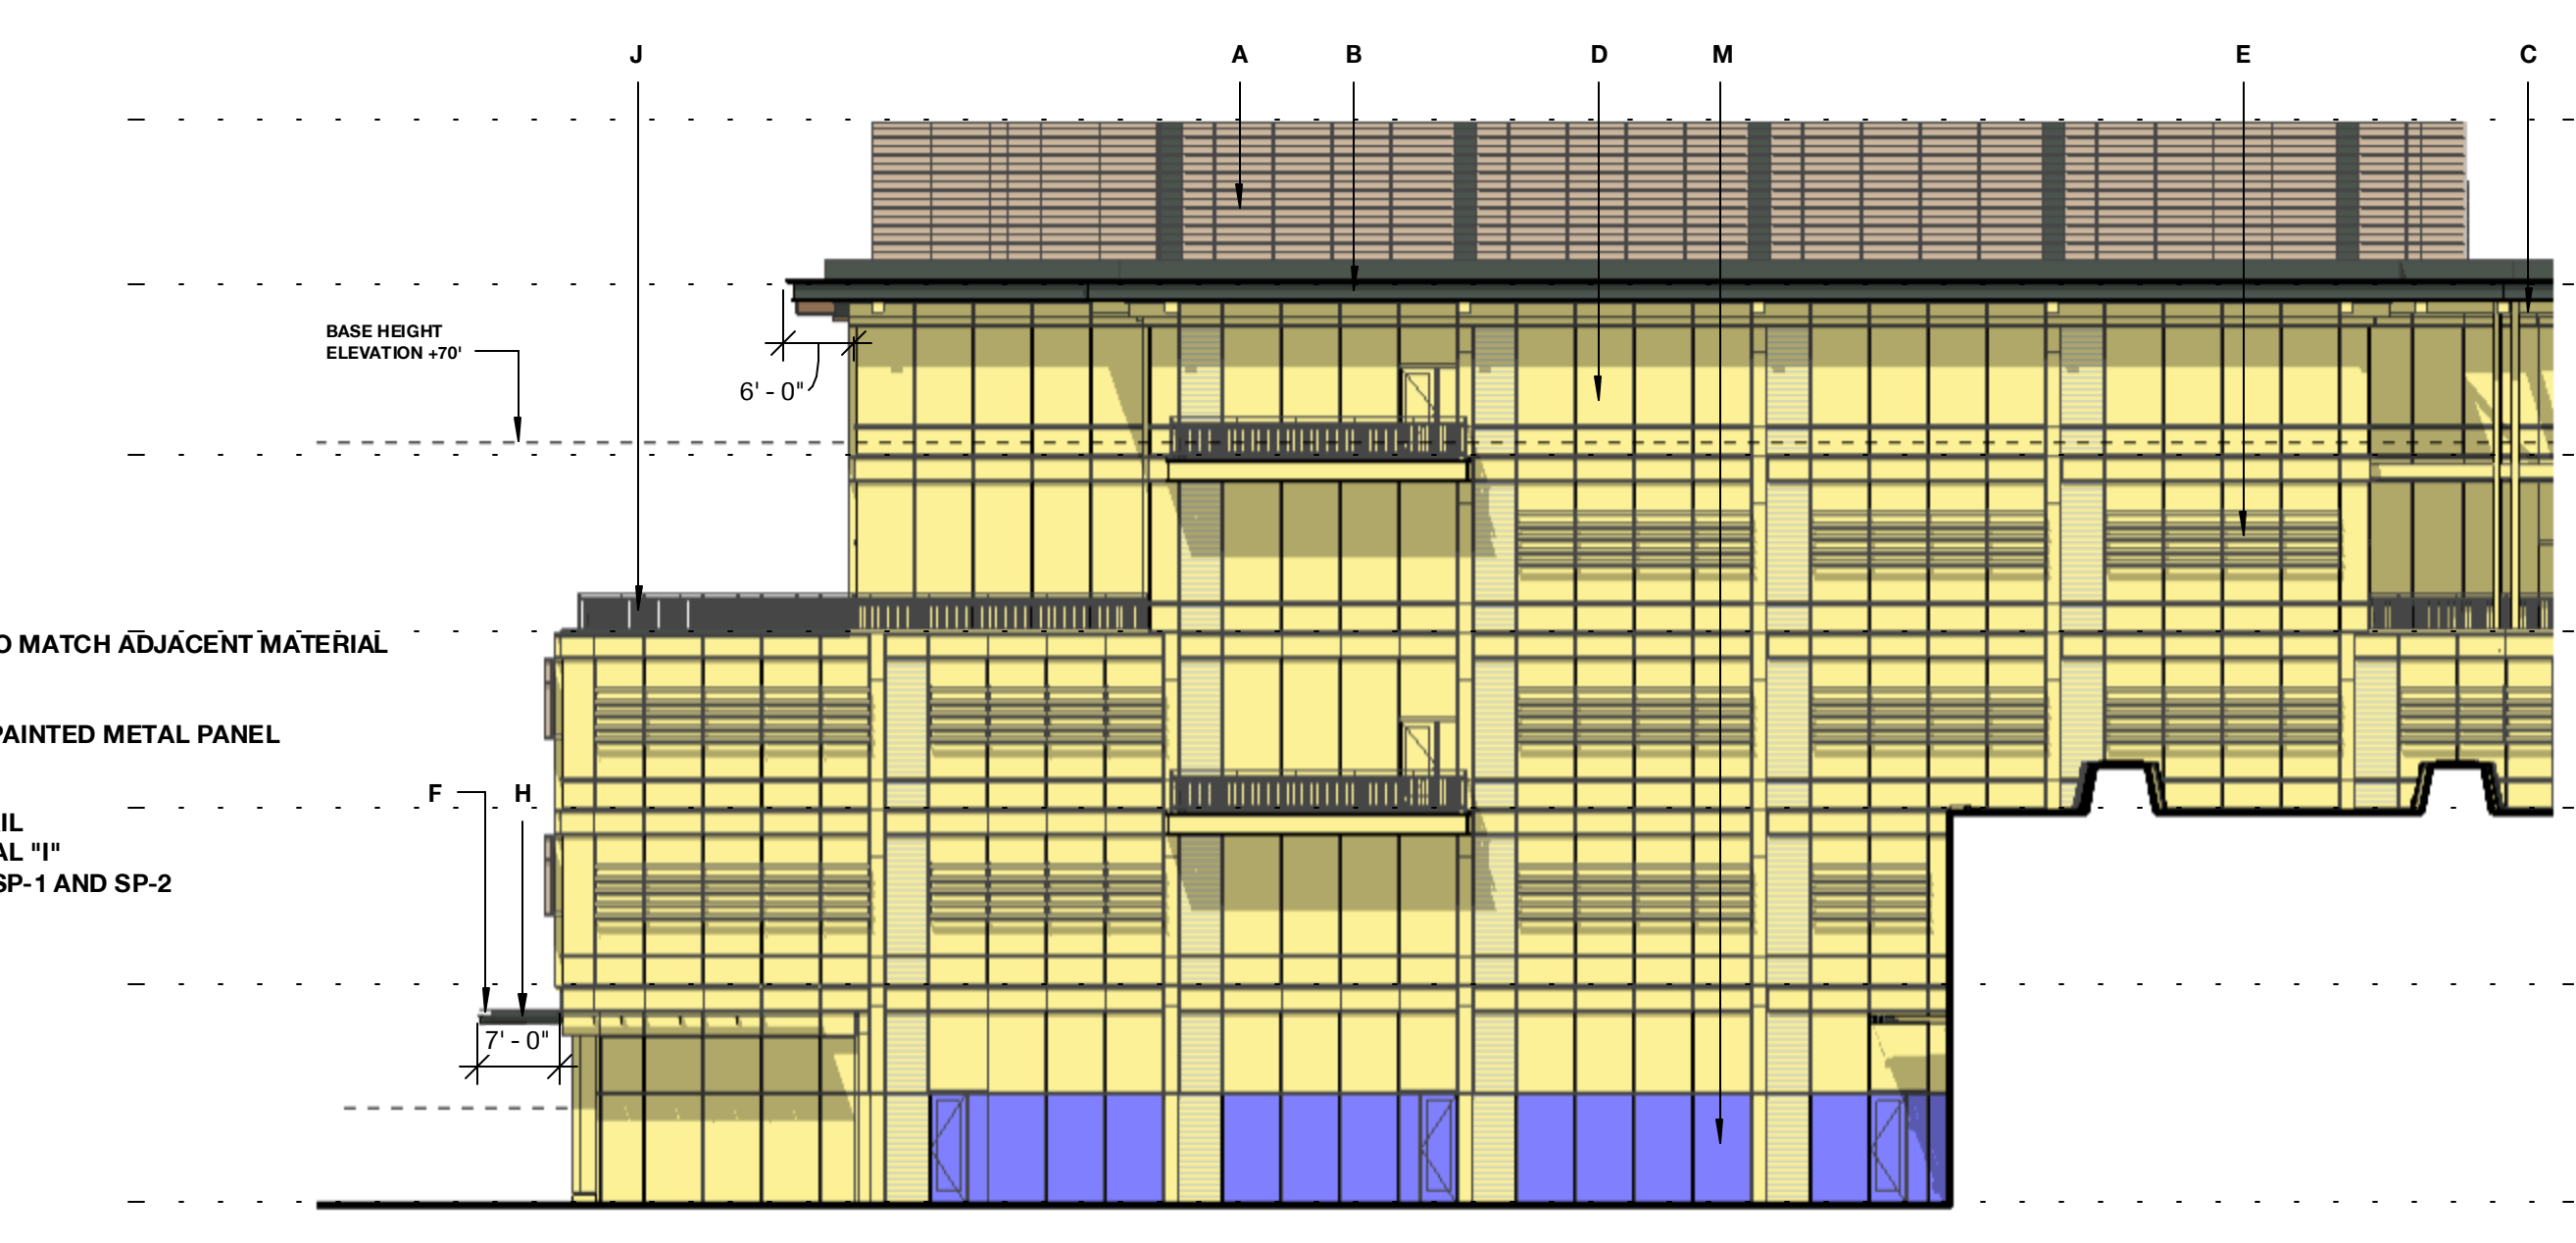 J A B D M E C
BASE HEIGHT
ELEVATION +70'
6' - 0"
O MATCH ADJACENT MATERIAL
PAINTED METAL PANEL
F H
IL
AL "I"
SP-1 AND SP-2
7' - 0"